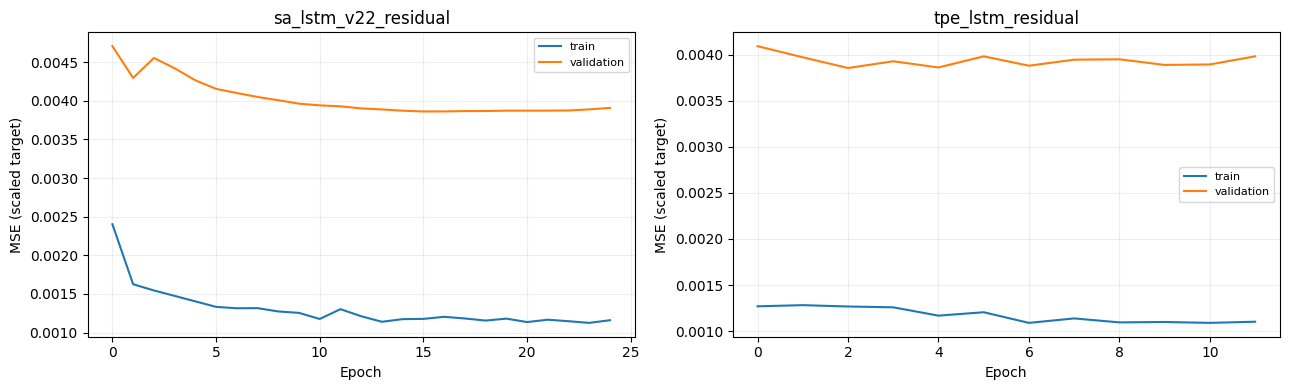 sa_lstm_v22_residual
train
validation
MSE (scaled target)
0.0045
0.0040
0.0035
0.0030
0.0025
0.0020
0.0015
0.0010
0
5
10
15
20
25
Epoch
tpe_lstm_residual
train
validation
MSE (scaled target)
0.0040
0.0035
0.0030
0.0025
0.0020
0.0015
0.0010
0
2
4
6
8
10
Epoch